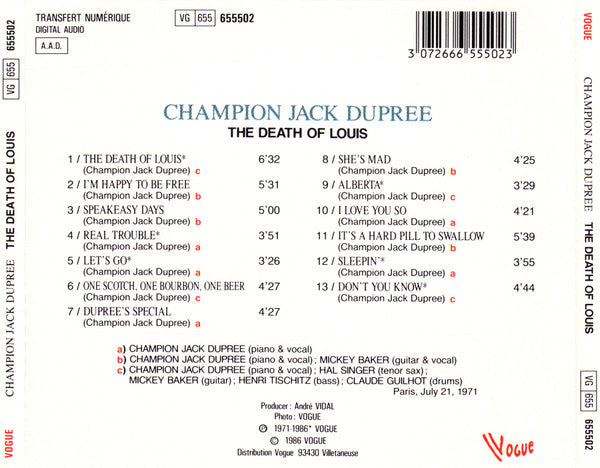 655502
VG 655
THE DEATH OF LOUIS
CHAMPION JACK DUPREE
VOGUE
TRANSFERT NUMÉRIQUE
DIGITAL AUDIO
A.A.D.
VG 655 655502
3 072666 555023
CHAMPION JACK DUPREE
THE DEATH OF LOUIS
1 / THE DEATH OF LOUIS* 6'32
(Champion Jack Dupree) c
2 / I'M HAPPY TO BE FREE 5'31
(Champion Jack Dupree) b
3 / SPEAKEASY DAYS 5'00
(Champion Jack Dupree) b
4 / REAL TROUBLE* 3'51
(Champion Jack Dupree) a
5 / LET'S GO* 3'26
(Champion Jack Dupree) a
6 / ONE SCOTCH, ONE BOURBON, ONE BEER 4'27
(Champion Jack Dupree) c
7 / DUPREE'S SPECIAL 4'27
(Champion Jack Dupree) a
8 / SHE'S MAD 4'25
(Champion Jack Dupree) b
9 / ALBERTA* 3'29
(Champion Jack Dupree) c
10 / I LOVE YOU SO 4'21
(Champion Jack Dupree) a
11 / IT'S A HARD PILL TO SWALLOW 5'39
(Champion Jack Dupree) b
12 / SLEEPIN'* 3'55
(Champion Jack Dupree) a
13 / DON'T YOU KNOW* 4'44
(Champion Jack Dupree) c
a) CHAMPION JACK DUPREE (piano & vocal)
b) CHAMPION JACK DUPREE (piano & vocal) ; MICKEY BAKER (guitar & vocal)
c) CHAMPION JACK DUPREE (piano & vocal) ; HAL SINGER (tenor sax) ;
MICKEY BAKER (guitar) ; HENRI TISCHITZ (bass) ; CLAUDE GUILHOT (drums)
Paris, July 21, 1971
Producer : André VIDAL
Photo : VOGUE
℗ 1971-1986* VOGUE
© 1986 VOGUE
Distribution Vogue 93430 Villetaneuse
VOGUE
VOGUE
CHAMPION JACK DUPREE
THE DEATH OF LOUIS
VG 655
655502